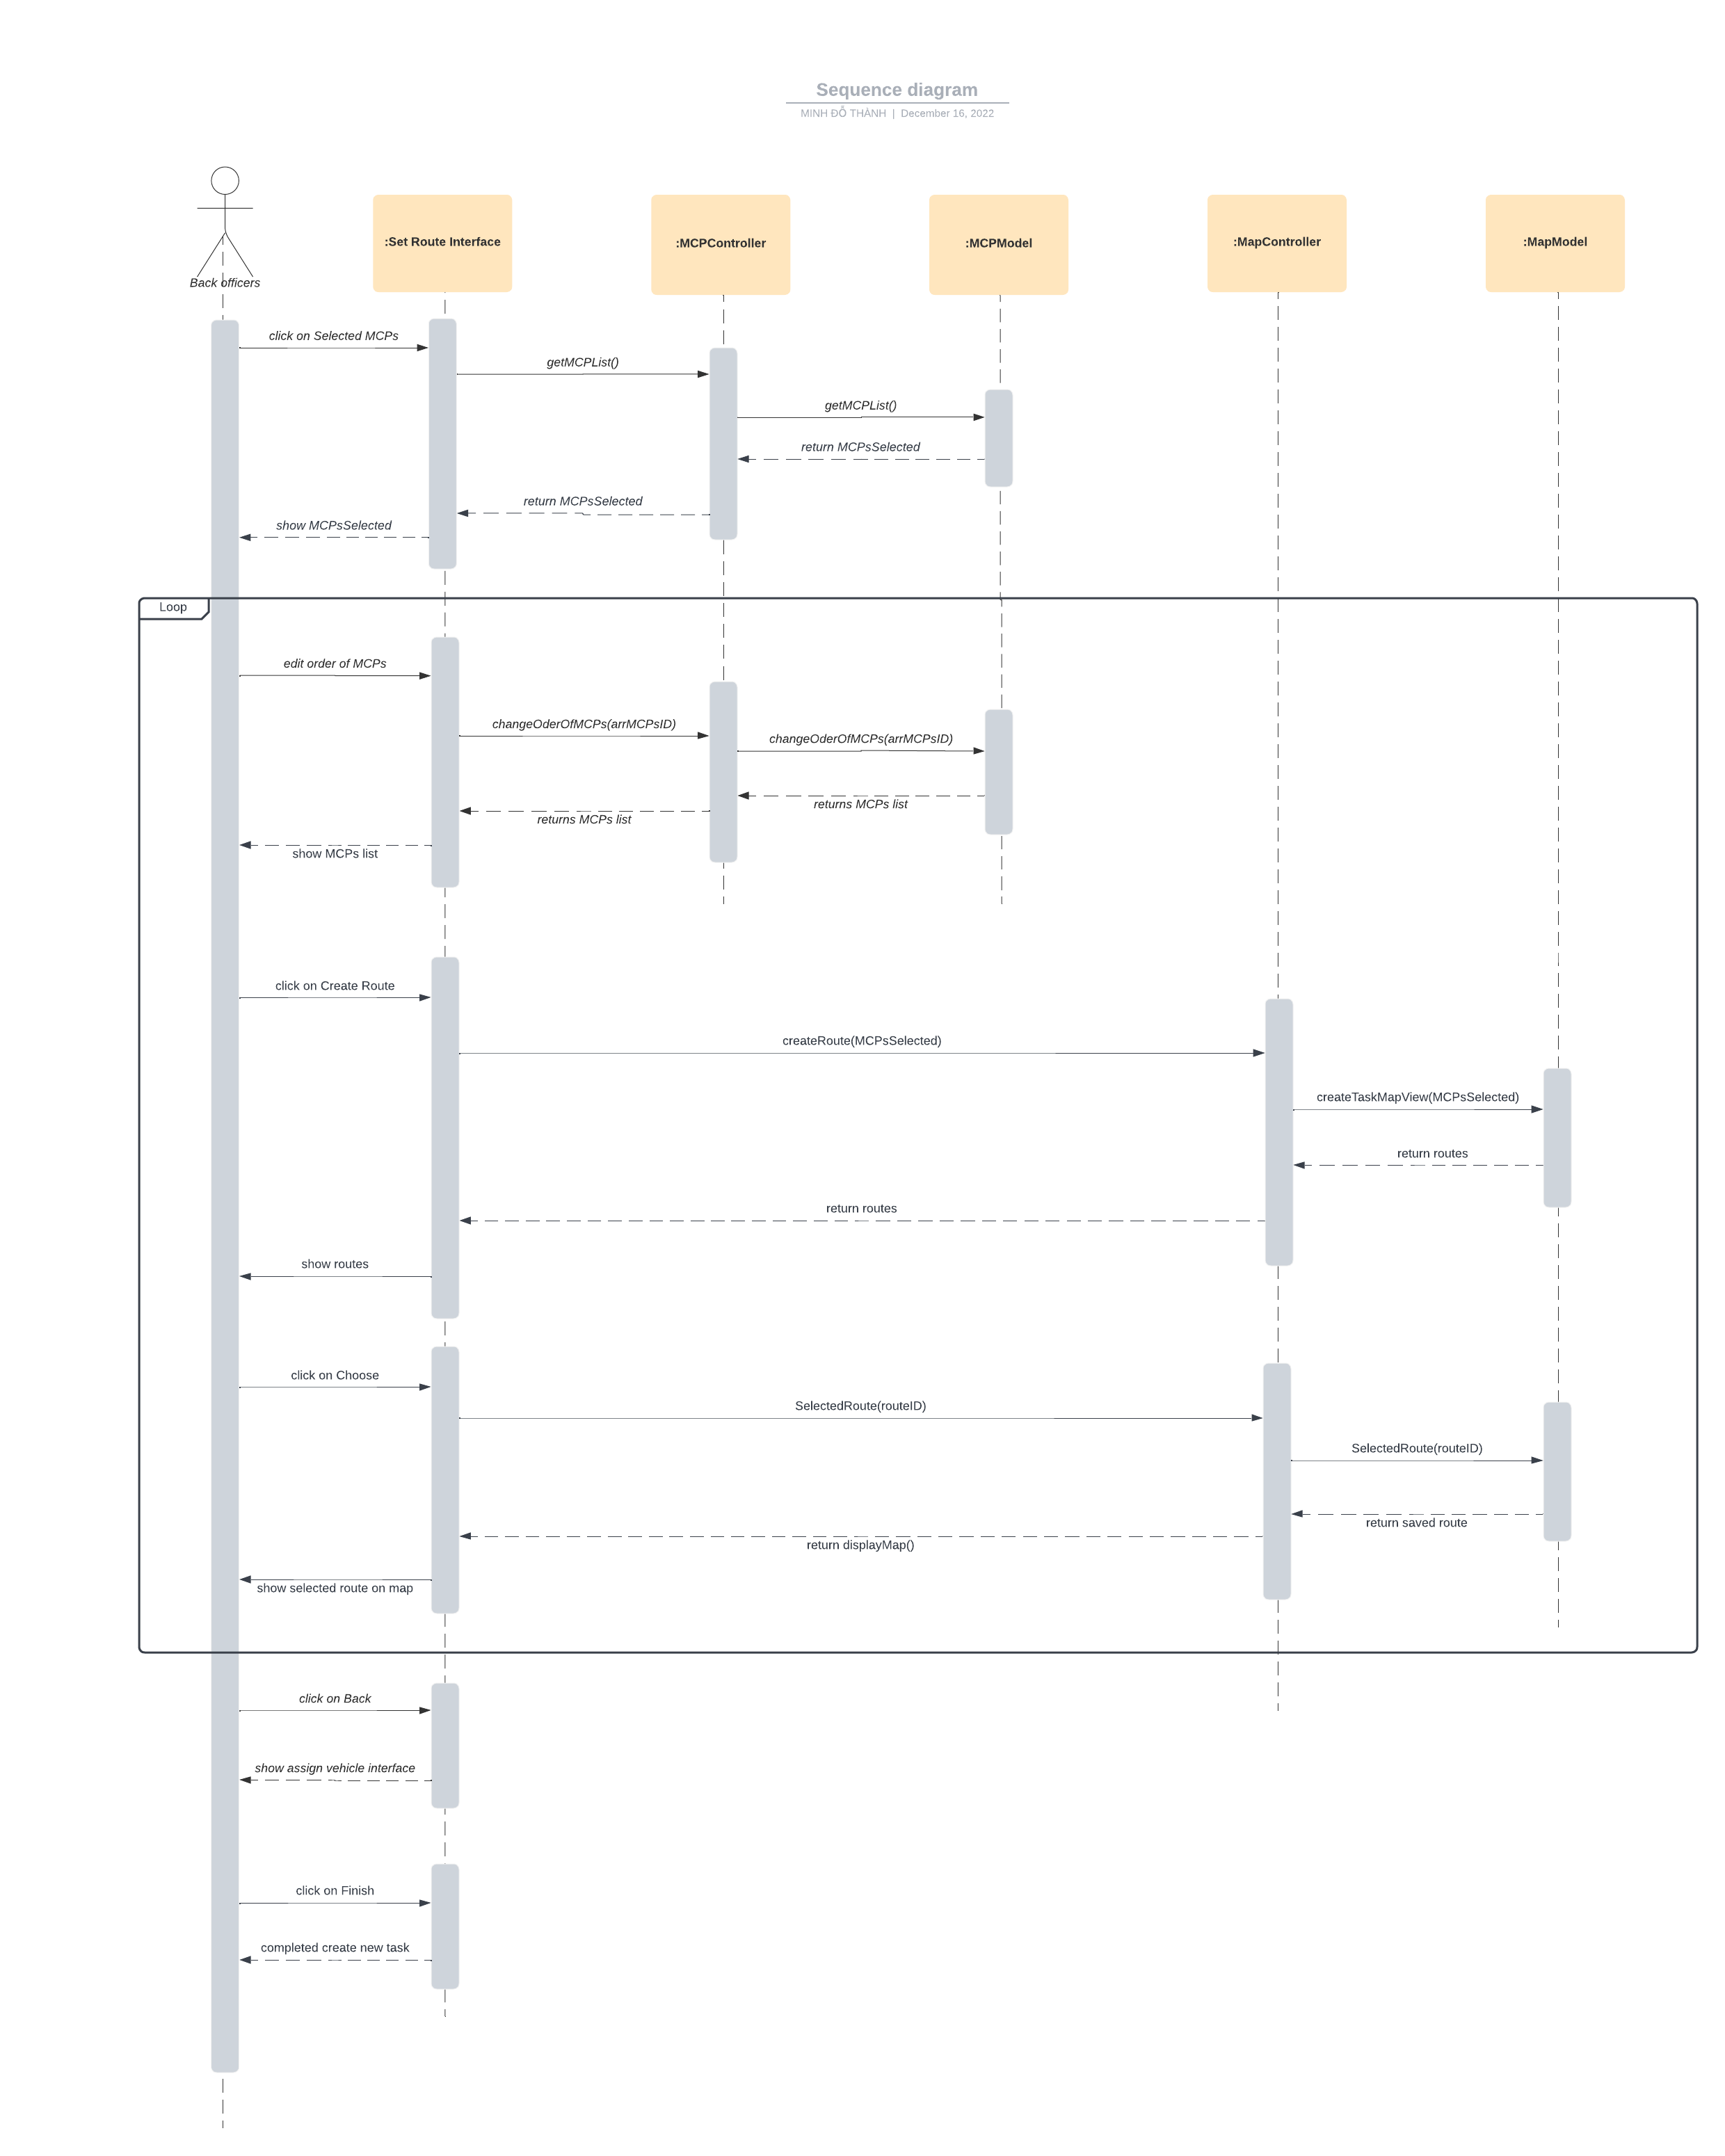 Sequence diagram
MINH ĐỖ THÀNH | December 16, 2022
Back officers
:Set Route Interface
:MCPController
:MCPModel
:MapController
:MapModel
click on Selected MCPs
getMCPList()
getMCPList()
return MCPsSelected
return MCPsSelected
show MCPsSelected
Loop
edit order of MCPs
changeOderOfMCPs(arrMCPsID)
changeOderOfMCPs(arrMCPsID)
returns MCPs list
returns MCPs list
show MCPs list
click on Create Route
createRoute(MCPsSelected)
createTaskMapView(MCPsSelected)
return routes
return routes
show routes
click on Choose
SelectedRoute(routeID)
SelectedRoute(routeID)
return saved route
return displayMap()
show selected route on map
click on Back
show assign vehicle interface
click on Finish
completed create new task